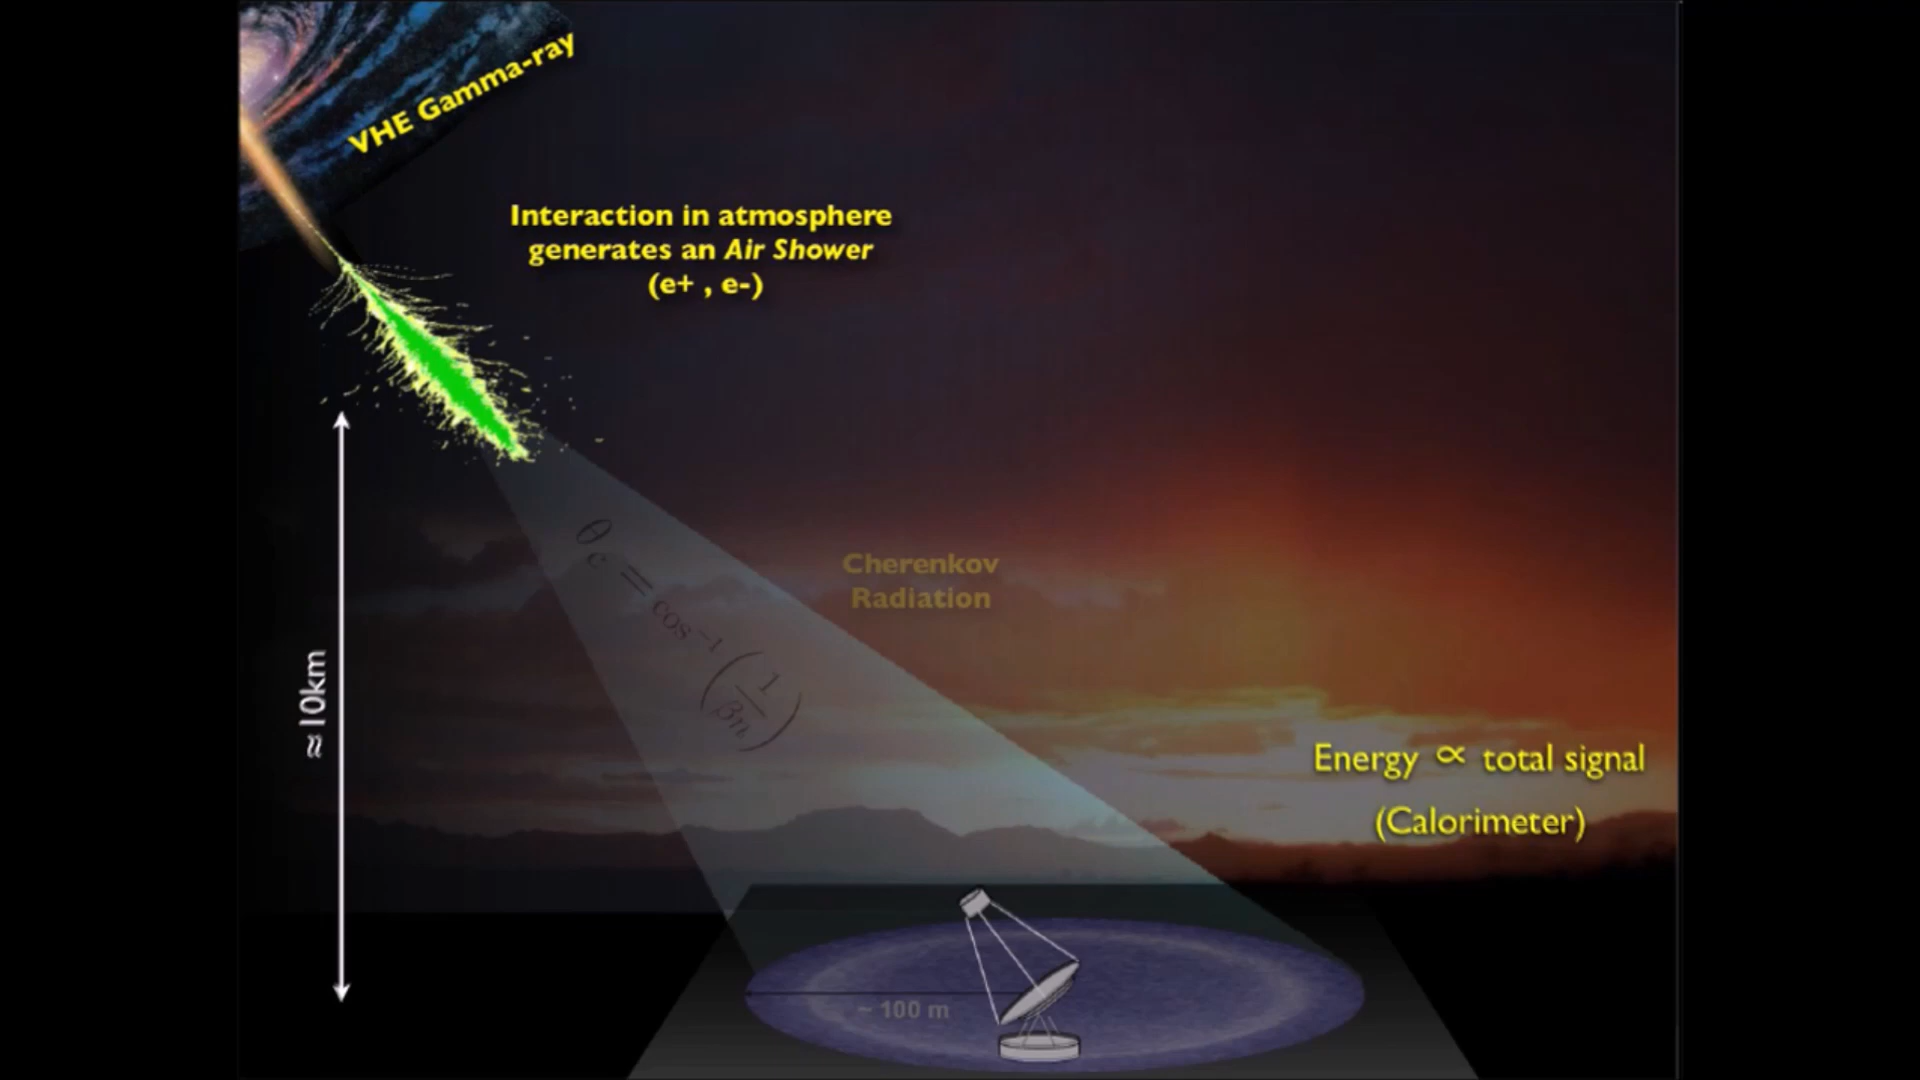 VHE Gamma-ray
Interaction in atmosphere
generates an Air Shower
(e+ , e-)
θc = cos⁻¹(1/βn)
Cherenkov
Radiation
≈ 10km
Energy ∝ total signal
(Calorimeter)
~ 100 m